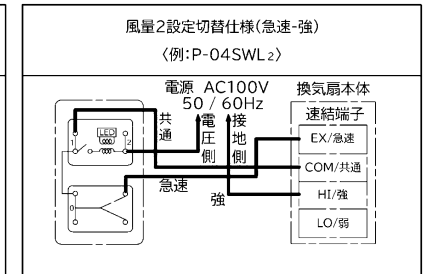 風量2設定切替仕様(急速-強)
〈例:P-04SWL2〉
電源 AC100V
50 / 60Hz
換気扇本体
速結端子
共通
電圧側
接地側
LED
1
2
0
EX/急速
COM/共通
HI/強
LO/弱
急速
強